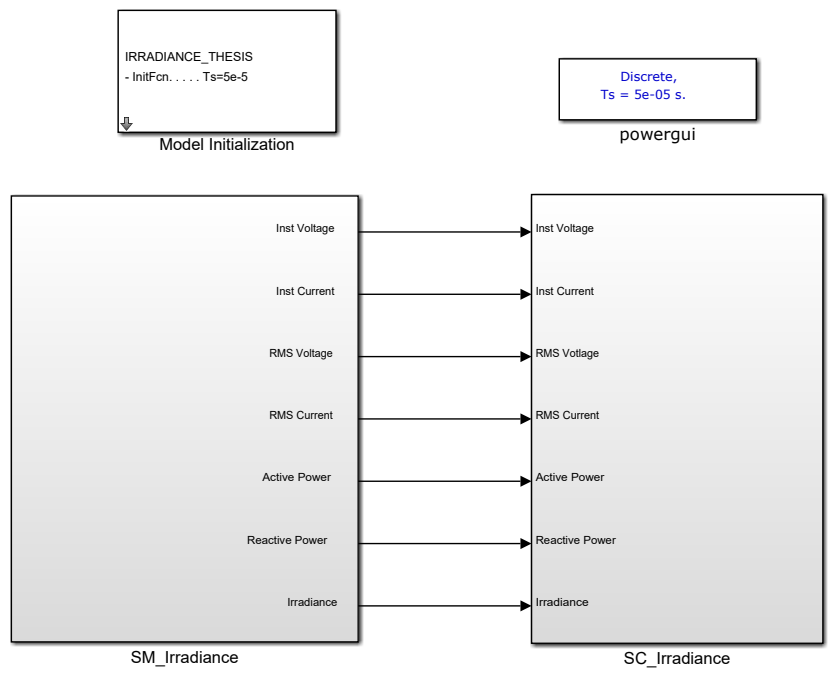 IRRADIANCE_THESIS
- InitFcn. . . . . Ts=5e-5
Model Initialization
Discrete,
Ts = 5e-05 s.
powergui
Inst Voltage
Inst Current
RMS Voltage
RMS Current
Active Power
Reactive Power
Irradiance
SM_Irradiance
Inst Voltage
Inst Current
RMS Votlage
RMS Current
Active Power
Reactive Power
Irradiance
SC_Irradiance